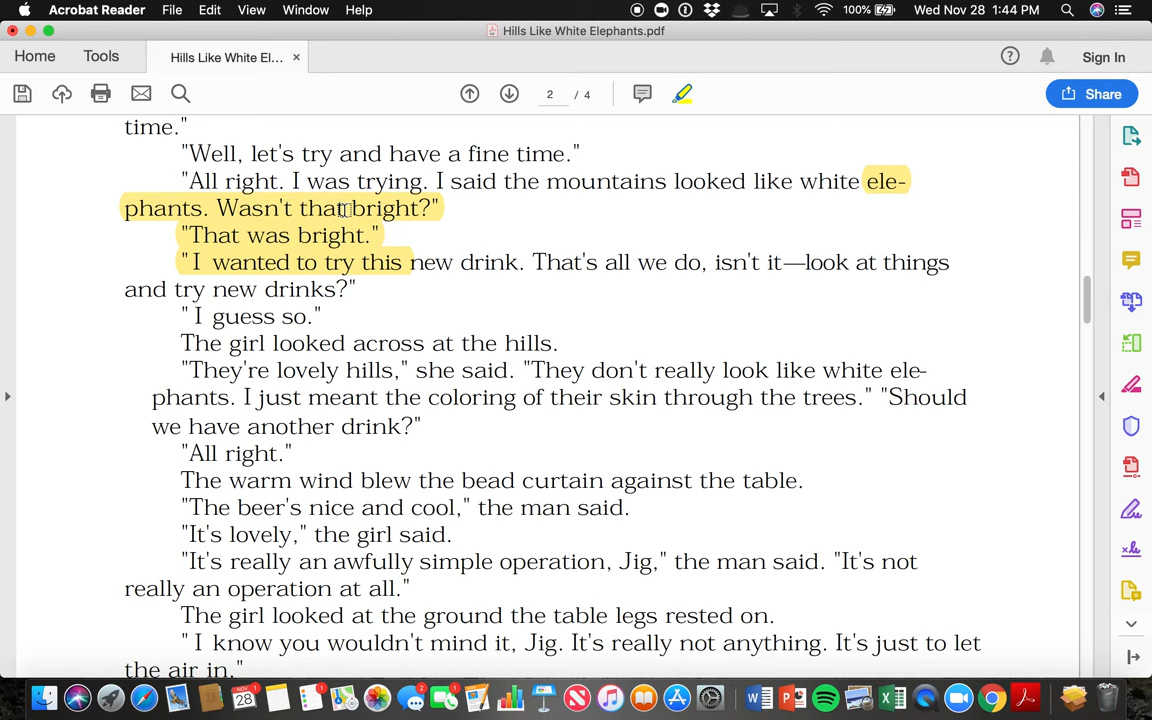 Acrobat Reader File Edit View Window Help 100% Wed Nov 28 1:44 PM
Hills Like White Elephants.pdf
Home Tools Hills Like White El... × Sign In
2 / 4 Share
time."
"Well, let's try and have a fine time."
"All right. I was trying. I said the mountains looked like white ele-
phants. Wasn't that bright?"
"That was bright."
" I wanted to try this new drink. That's all we do, isn't it—look at things
and try new drinks?"
" I guess so."
The girl looked across at the hills.
"They're lovely hills," she said. "They don't really look like white ele-
phants. I just meant the coloring of their skin through the trees." "Should
we have another drink?"
"All right."
The warm wind blew the bead curtain against the table.
"The beer's nice and cool," the man said.
"It's lovely," the girl said.
"It's really an awfully simple operation, Jig," the man said. "It's not
really an operation at all."
The girl looked at the ground the table legs rested on.
" I know you wouldn't mind it, Jig. It's really not anything. It's just to let
the air in."